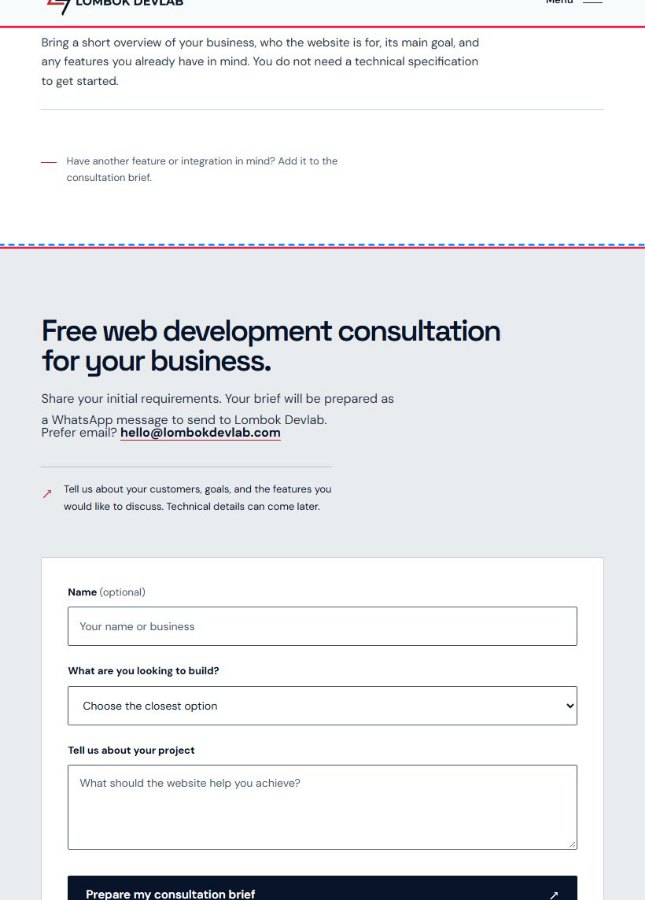 LOMBOK DEVLAB
Menu
Bring a short overview of your business, who the website is for, its main goal, and
any features you already have in mind. You do not need a technical specification
to get started.
Have another feature or integration in mind? Add it to the
consultation brief.
Free web development consultation
for your business.
Share your initial requirements. Your brief will be prepared as
a WhatsApp message to send to Lombok Devlab.
Prefer email? hello@lombokdevlab.com
Tell us about your customers, goals, and the features you
would like to discuss. Technical details can come later.
Name (optional)
Your name or business
What are you looking to build?
Choose the closest option
Tell us about your project
What should the website help you achieve?
Prepare my consultation brief